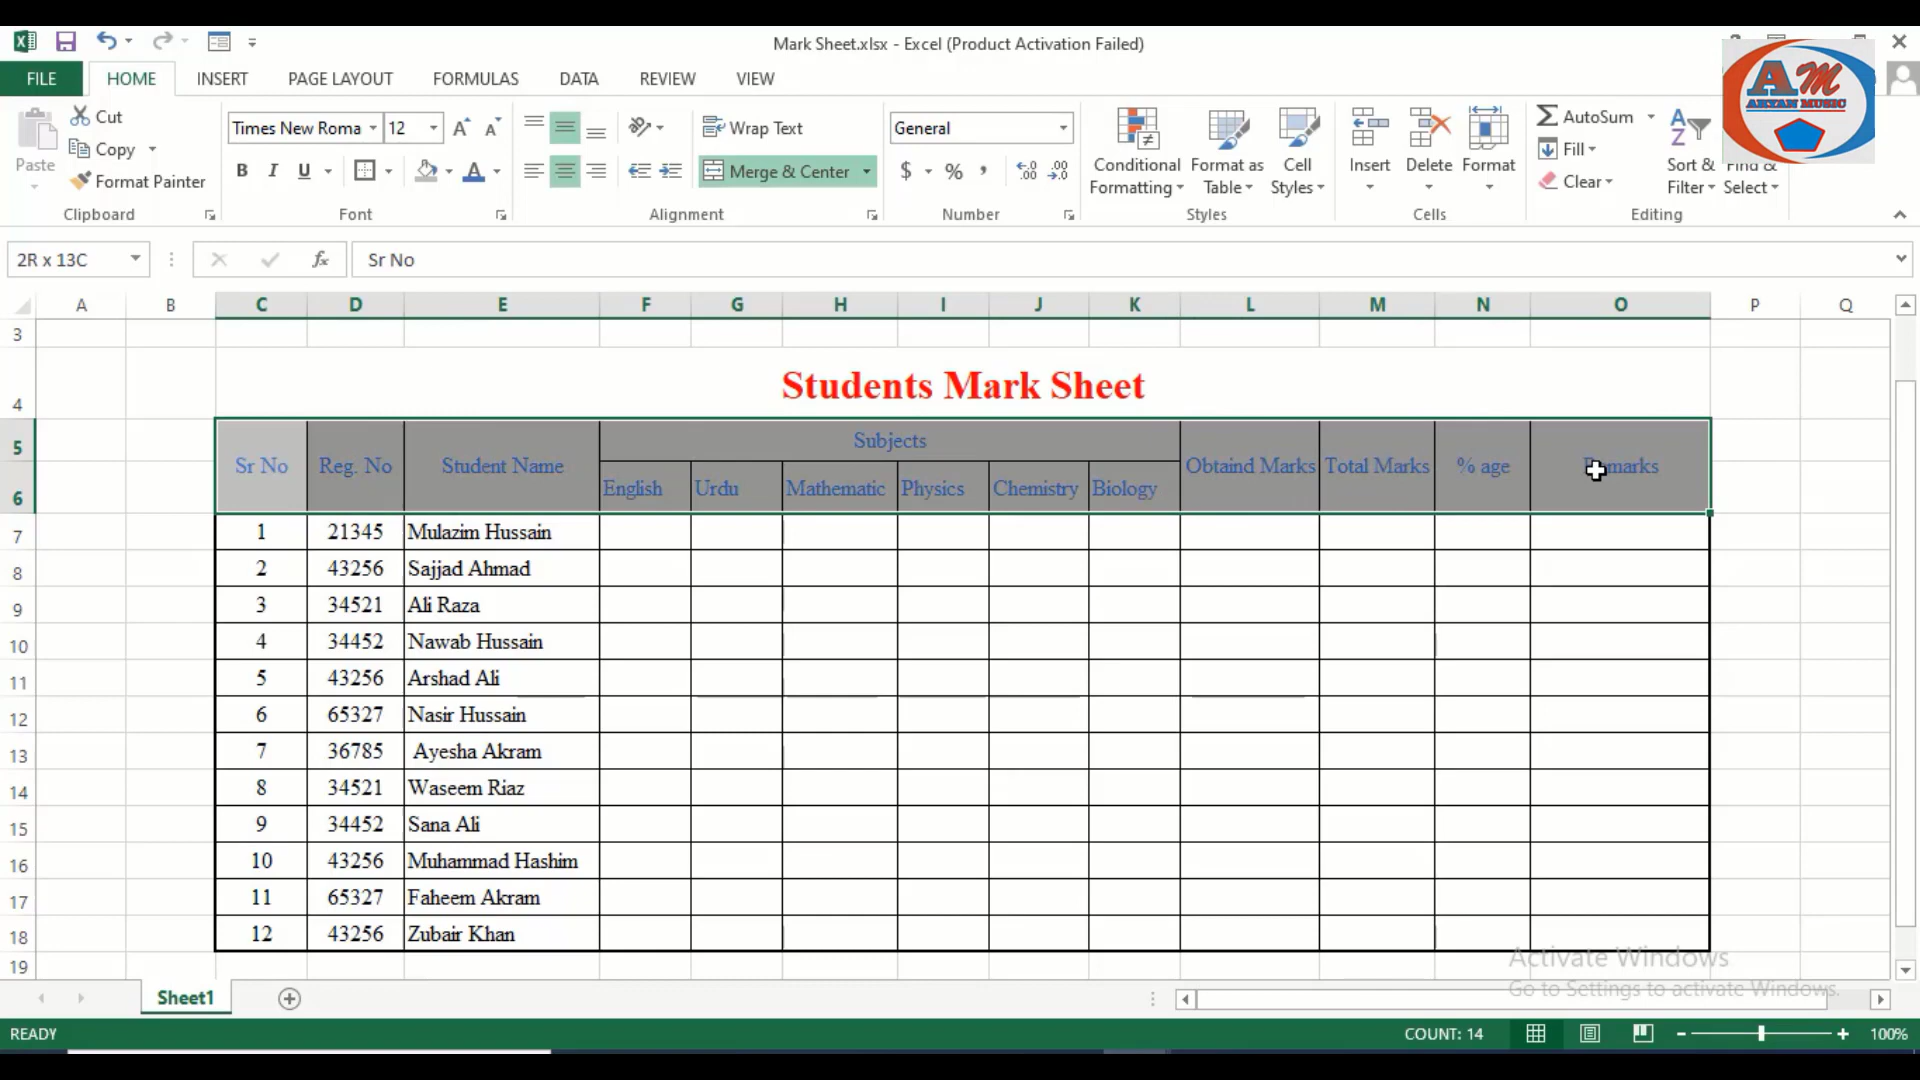 Mark Sheet.xlsx - Excel (Product Activation Failed)
FILE HOME INSERT PAGE LAYOUT FORMULAS DATA REVIEW VIEW
AM
ARYAN MUSIC
Paste
Cut
Copy
Format Painter
Clipboard
Times New Roma 12
B I U A
Font
Wrap Text
Merge & Center
Alignment
General
$ % ,
Number
Conditional Formatting
Format as Table
Cell Styles
Styles
Insert Delete Format
Cells
AutoSum
Fill
Clear
Sort & Filter
Find & Select
Editing
2R x 13C fx Sr No
A B C D E F G H I J K L M N O P Q
3
4 Students Mark Sheet
5 Sr No Reg. No Student Name Subjects Obtaind Marks Total Marks % age
6 English Urdu Mathematic Physics Chemistry Biology
7 1 21345 Mulazim Hussain
8 2 43256 Sajjad Ahmad
9 3 34521 Ali Raza
10 4 34452 Nawab Hussain
11 5 43256 Arshad Ali
12 6 65327 Nasir Hussain
13 7 36785 Ayesha Akram
14 8 34521 Waseem Riaz
15 9 34452 Sana Ali
16 10 43256 Muhammad Hashim
17 11 65327 Faheem Akram
18 12 43256 Zubair Khan
19
Activate Windows
Go to Settings to activate Windows.
Sheet1
READY COUNT: 14 100%